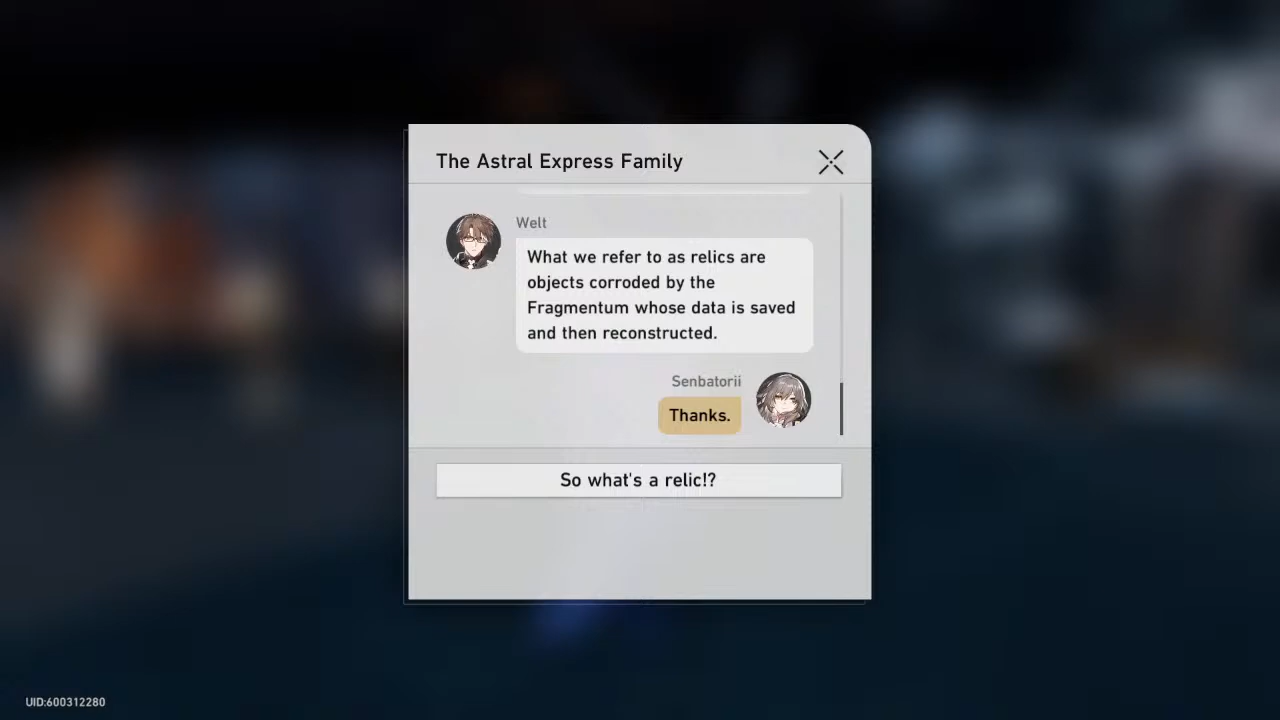 The Astral Express Family
Welt
What we refer to as relics are
objects corroded by the
Fragmentum whose data is saved
and then reconstructed.
Senbatorii
Thanks.
So what's a relic!?
UID:600312280